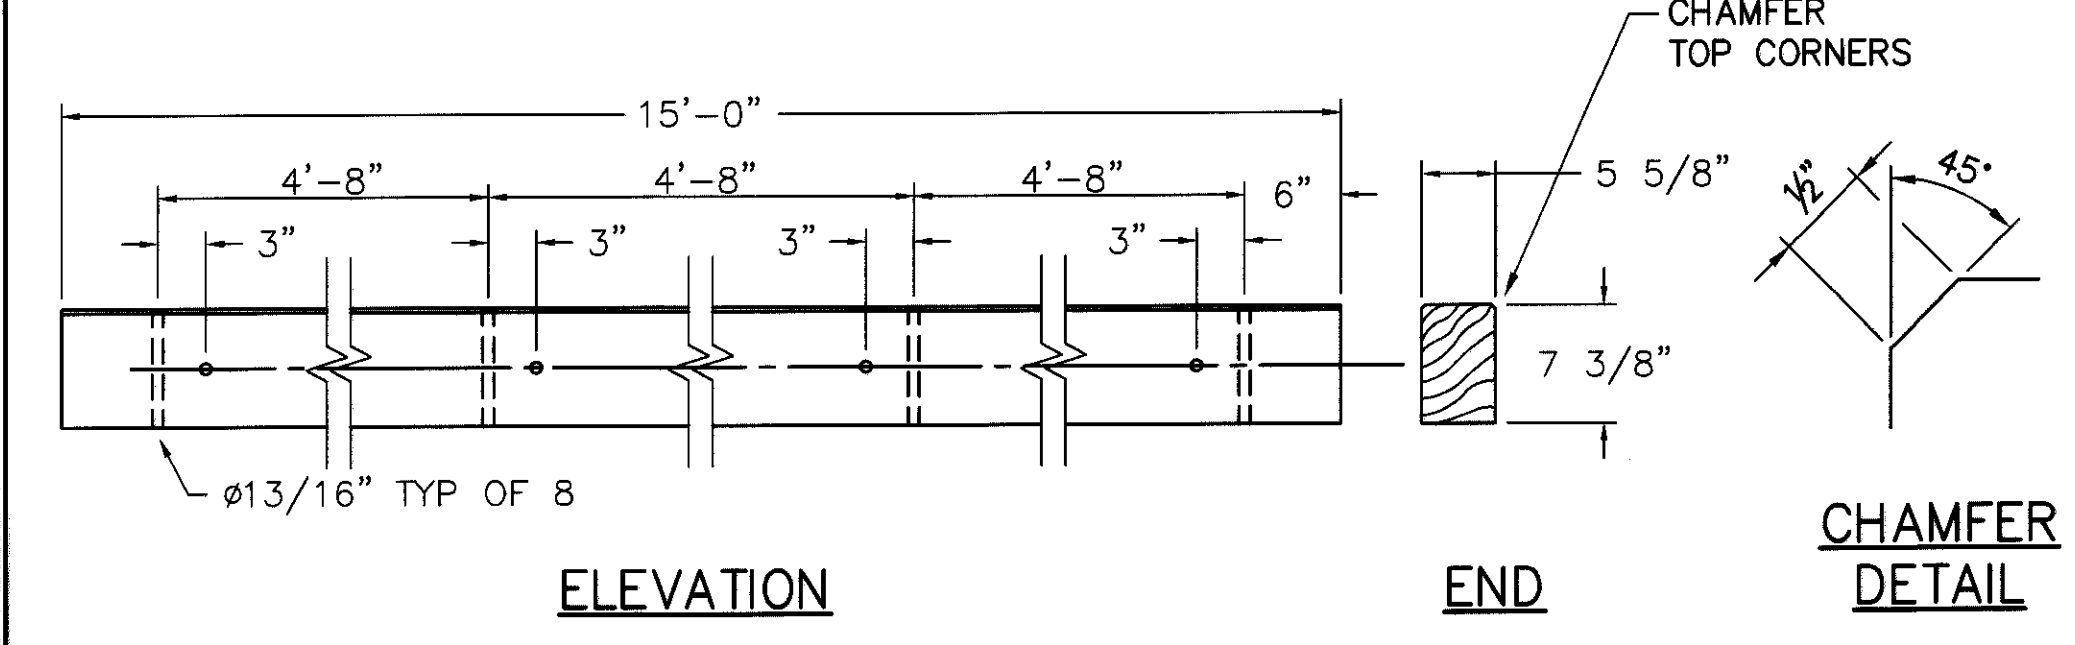 CHAMFER
TOP CORNERS
15'-0"
4'-8" 4'-8" 4'-8" 6"
5 5/8"
1/2"
45°
3" 3" 3" 3"
7 3/8"
ø13/16" TYP OF 8
ELEVATION
END
CHAMFER
DETAIL